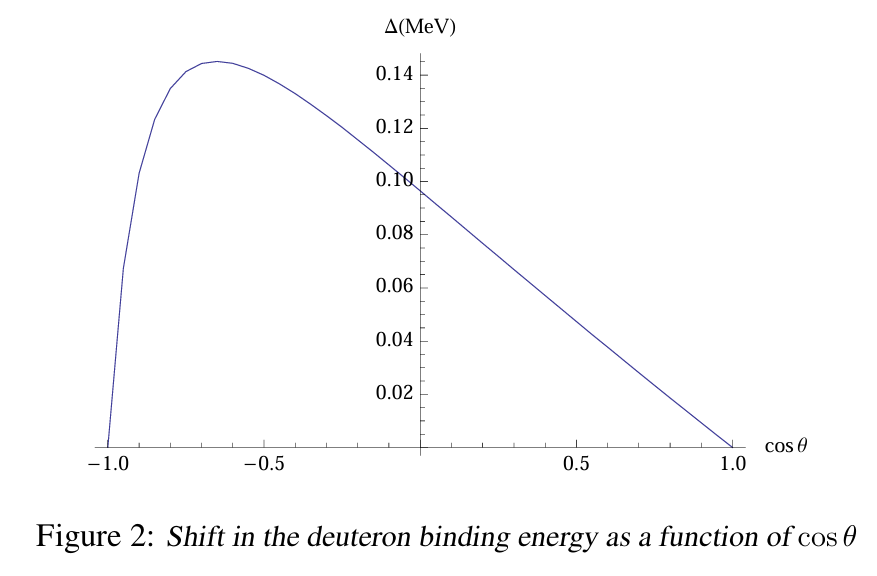 Δ(MeV)
0.14
0.12
0.10
0.08
0.06
0.04
0.02
−1.0 −0.5 0.5 1.0 cos θ
Figure 2: Shift in the deuteron binding energy as a function of cos θ